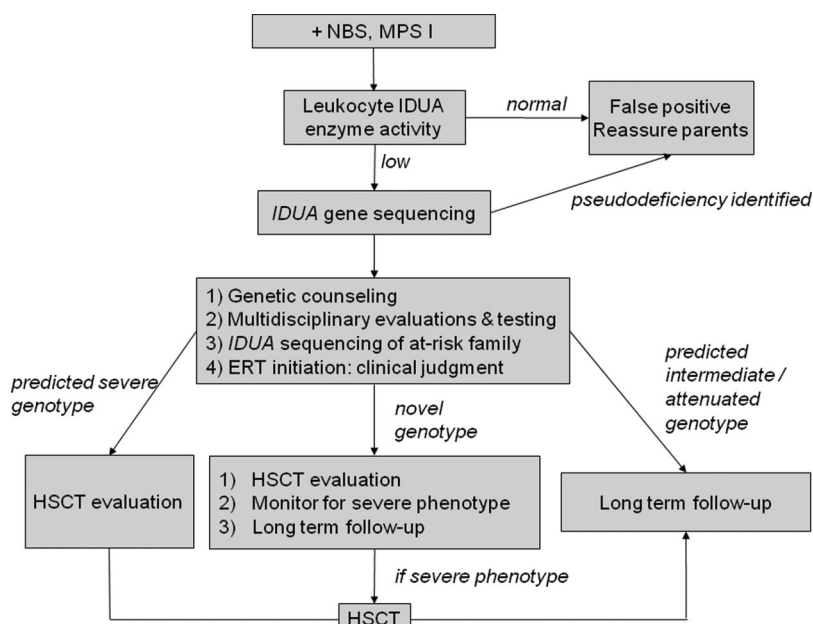 + NBS, MPS I
Leukocyte IDUA
enzyme activity
normal
False positive
Reassure parents
low
IDUA gene sequencing
pseudodeficiency identified
1) Genetic counseling
2) Multidisciplinary evaluations & testing
3) IDUA sequencing of at-risk family
4) ERT initiation: clinical judgment
predicted severe
genotype
novel
genotype
predicted
intermediate /
attenuated
genotype
HSCT evaluation
1) HSCT evaluation
2) Monitor for severe phenotype
3) Long term follow-up
Long term follow-up
if severe phenotype
HSCT